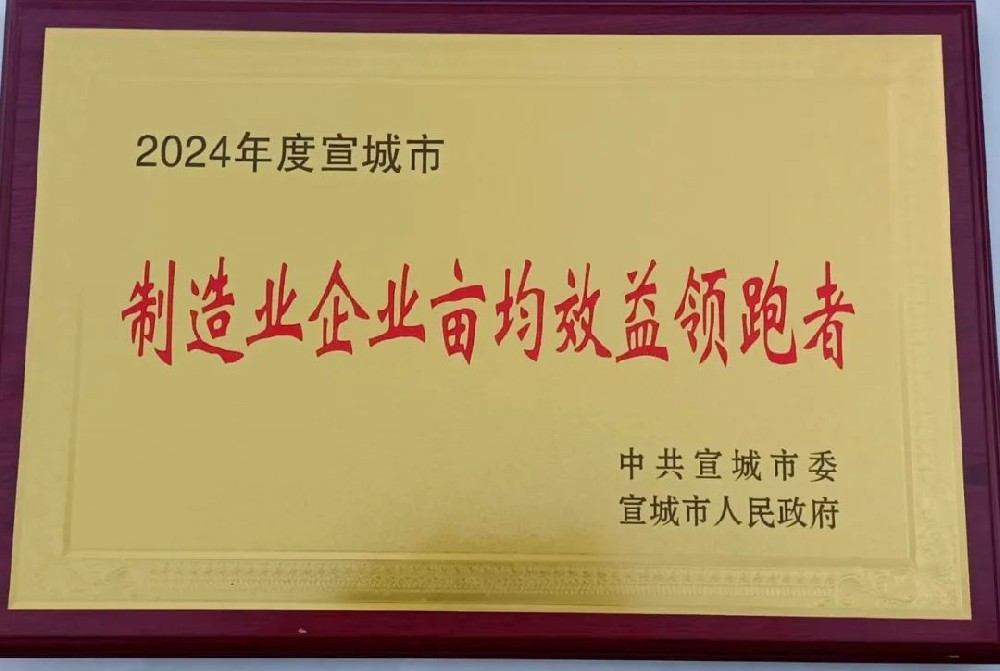 2024年度宣城市
制造业企业亩均效益领跑者
中共宣城市委
宣城市人民政府